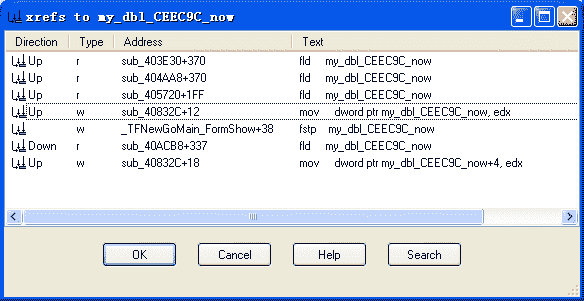 xrefs to my_dbl_CEEC9C_now
Direction Type Address Text
Up r sub_403E30+370 fld my_dbl_CEEC9C_now
Up r sub_404AA8+370 fld my_dbl_CEEC9C_now
Up r sub_405720+1FF fld my_dbl_CEEC9C_now
Up w sub_40832C+12 mov dword ptr my_dbl_CEEC9C_now, edx
w _TFNewGoMain_FormShow+38 fstp my_dbl_CEEC9C_now
Down r sub_40ACB8+337 fld my_dbl_CEEC9C_now
Up w sub_40832C+18 mov dword ptr my_dbl_CEEC9C_now+4, edx
OK Cancel Help Search